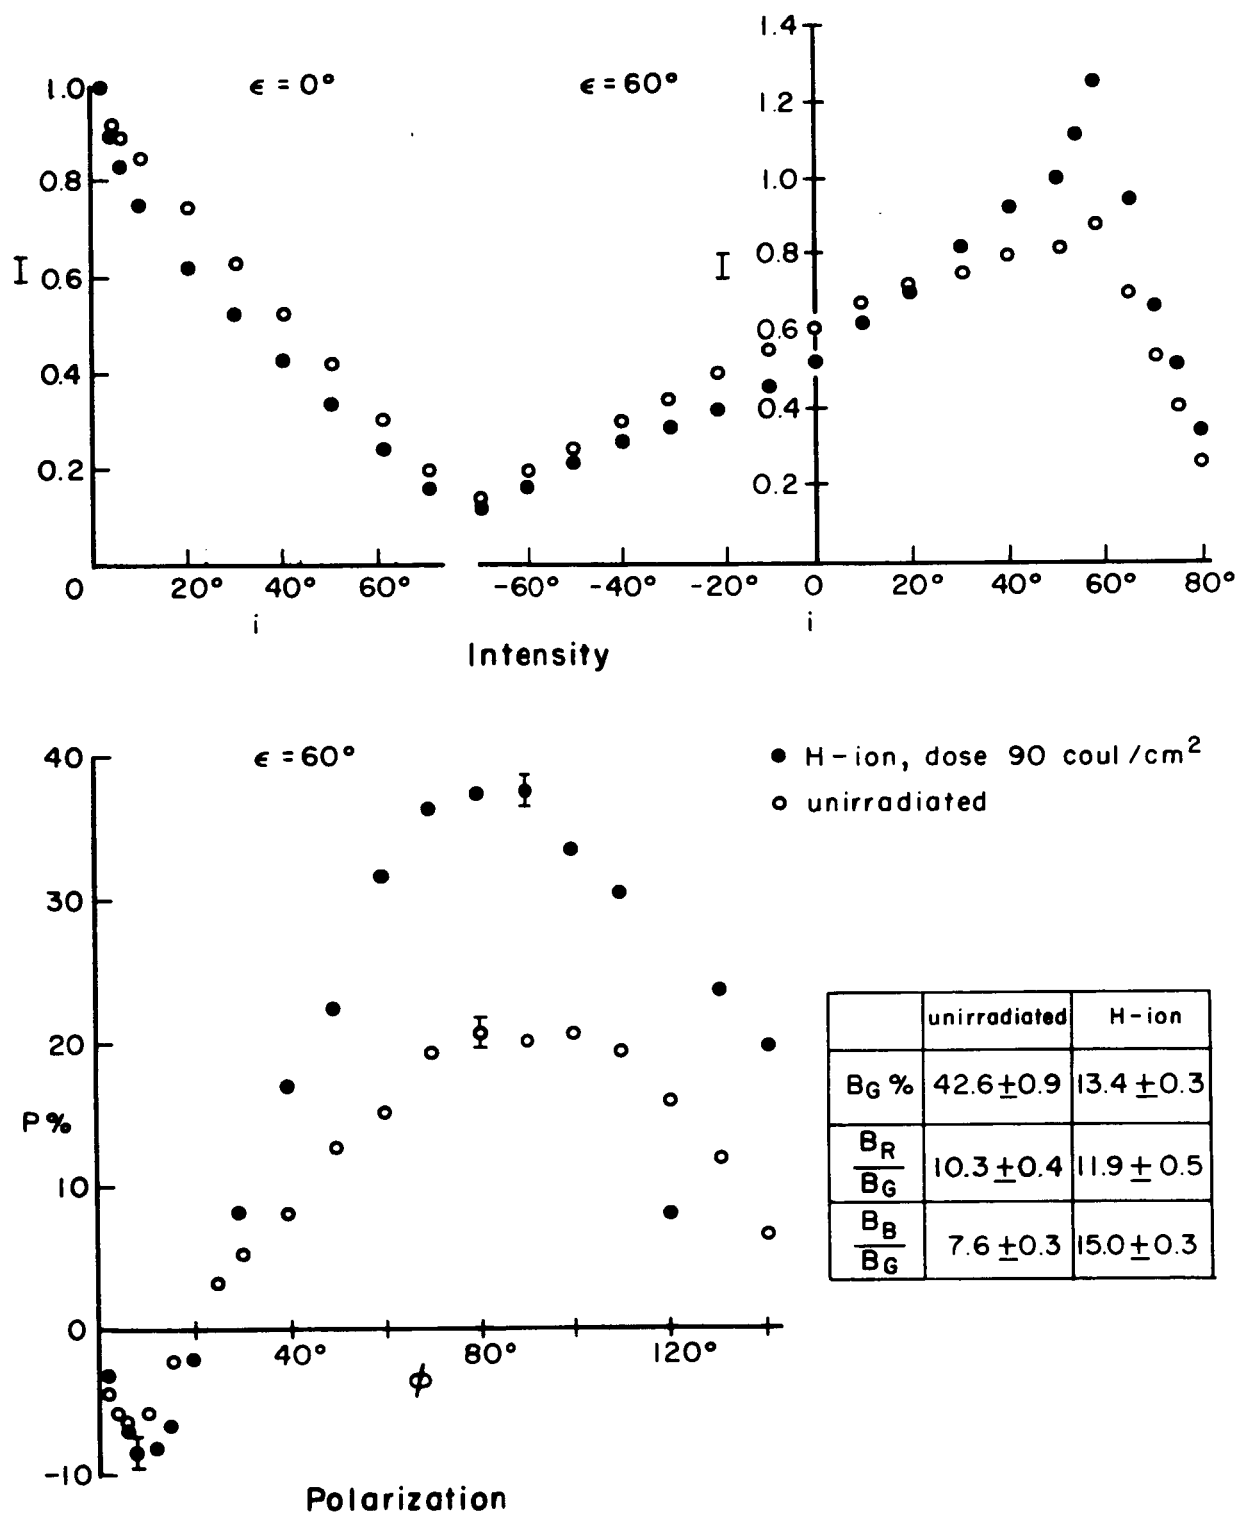 ε = 0°
ε = 60°
I
1.0
0.8
0.6
0.4
0.2
0
20°
40°
60°
i
I
1.4
1.2
1.0
0.8
0.6
0.4
0.2
-60°
-40°
-20°
0
20°
40°
60°
80°
i
Intensity
ε = 60°
● H-ion, dose 90 coul/cm²
○ unirradiated
P%
40
30
20
10
0
-10
40°
80°
120°
ϕ
Polarization
unirradiated H-ion
B_G % 42.6 ±0.9 13.4 ±0.3
B_R/B_G 10.3 ±0.4 11.9 ± 0.5
B_B/B_G 7.6 ±0.3 15.0 ±0.3